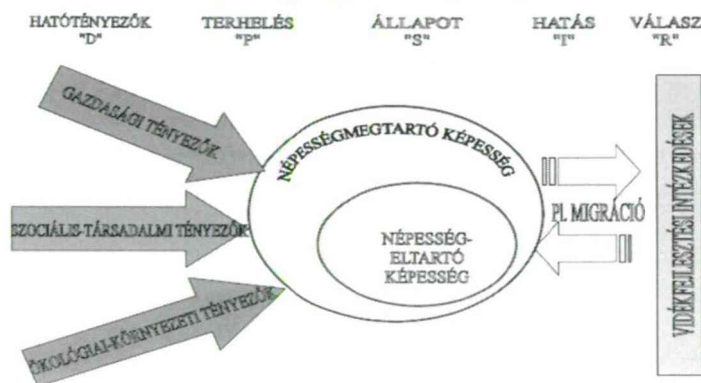 HATÓTÉNYEZŐK TERHELÉS ÁLLAPOT HATÁS VÁLASZ
"D" "P" "S" "I" "R"
GAZDASÁGI TÉNYEZŐK
NÉPESSÉGMEGTARTÓ KÉPESSÉG
SZOCIÁLIS-TÁRSADALMI TÉNYEZŐK
ÖKOLÓGIAI-KÖRNYEZETI TÉNYEZŐK
NÉPESSÉG-
ELTARTÓ
KÉPESSÉG
Pl. MIGRÁCIÓ
VIDÉKFEJLESZTÉSI INTÉZKEDÉSEK